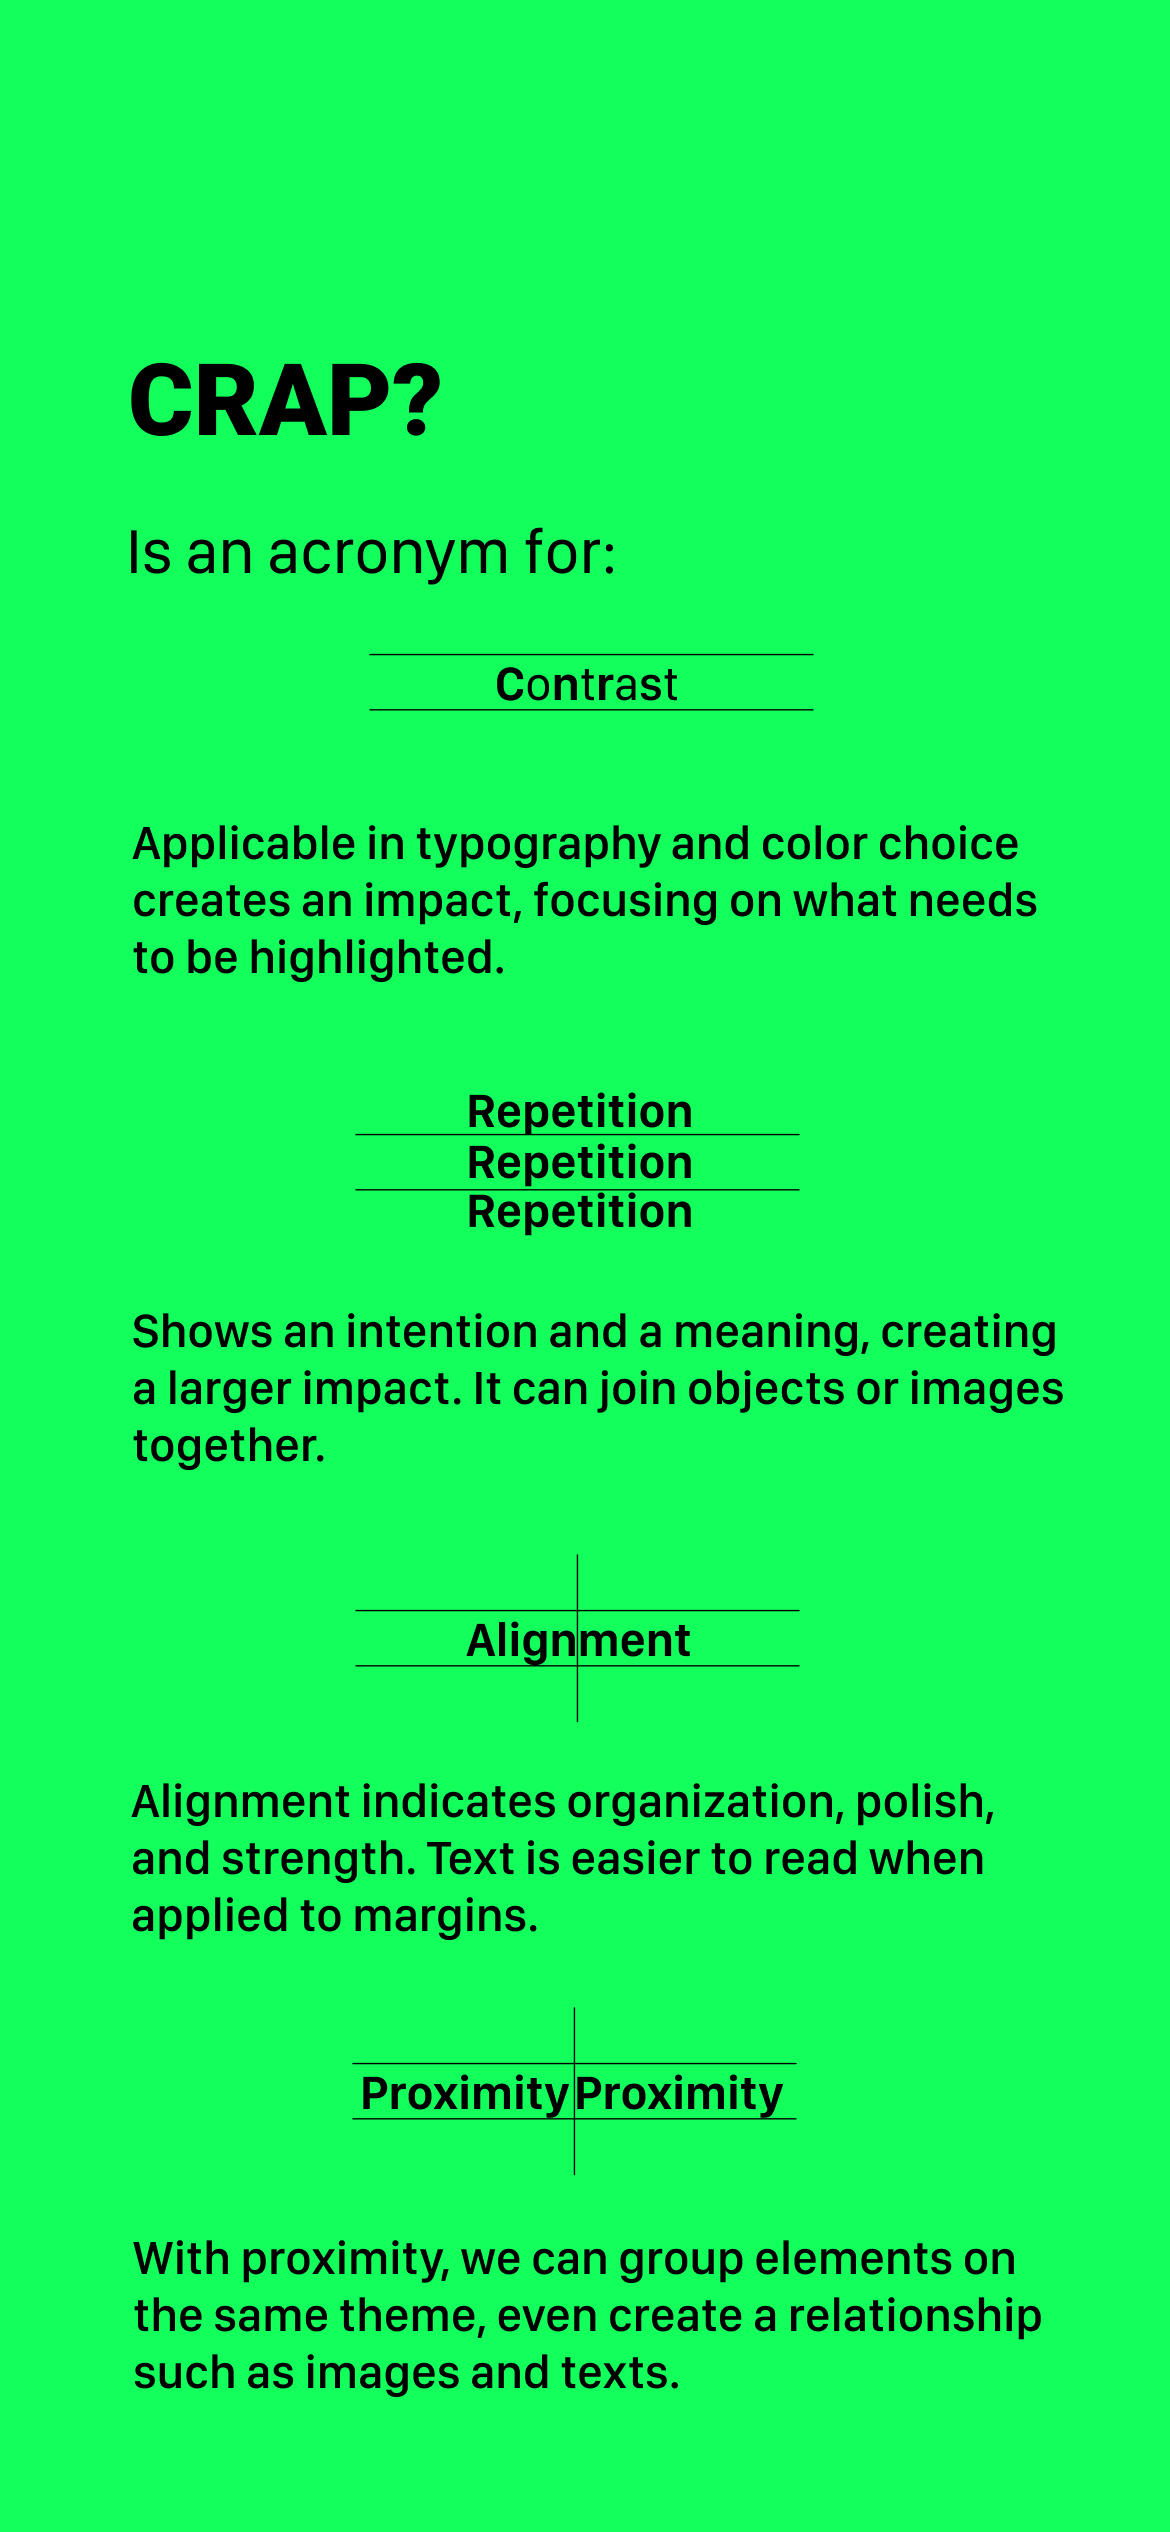 CRAP?
Is an acronym for:
Contrast
Applicable in typography and color choice
creates an impact, focusing on what needs
to be highlighted.
Repetition
Repetition
Repetition
Shows an intention and a meaning, creating
a larger impact. It can join objects or images
together.
Alignment
Alignment indicates organization, polish,
and strength. Text is easier to read when
applied to margins.
Proximity Proximity
With proximity, we can group elements on
the same theme, even create a relationship
such as images and texts.